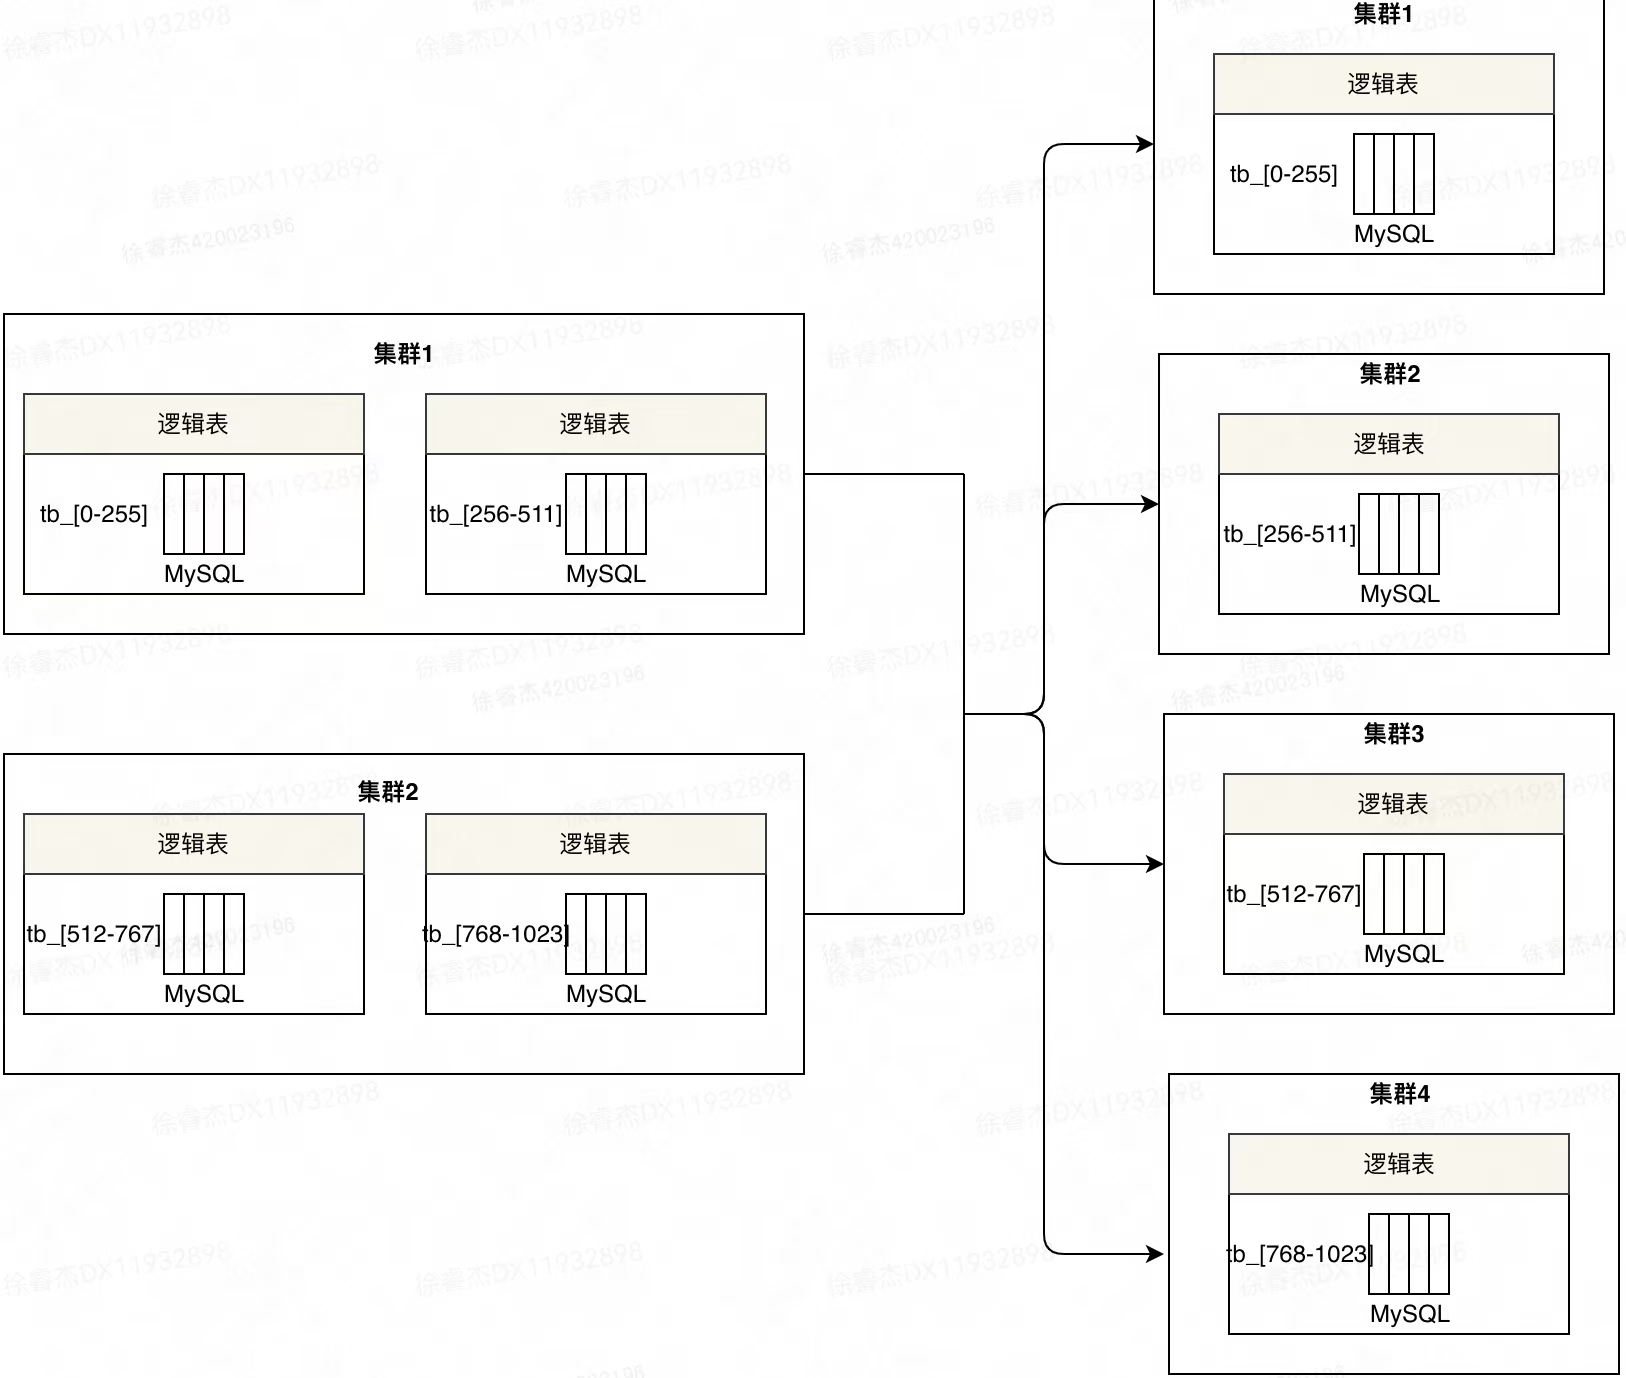 集群1
逻辑表
tb_[0-255]
MySQL
逻辑表
tb_[256-511]
MySQL
集群2
逻辑表
tb_[512-767]
MySQL
逻辑表
tb_[768-1023]
MySQL
集群1
逻辑表
tb_[0-255]
MySQL
集群2
逻辑表
tb_[256-511]
MySQL
集群3
逻辑表
tb_[512-767]
MySQL
集群4
逻辑表
tb_[768-1023]
MySQL
徐睿杰DX11932898
徐睿杰420023196